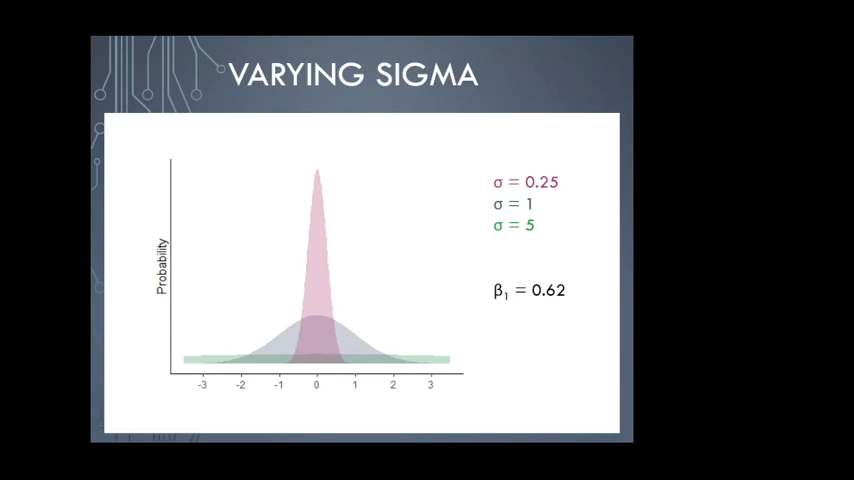 VARYING SIGMA
σ = 0.25
σ = 1
σ = 5
β₁ = 0.62
Probability
-3 -2 -1 0 1 2 3